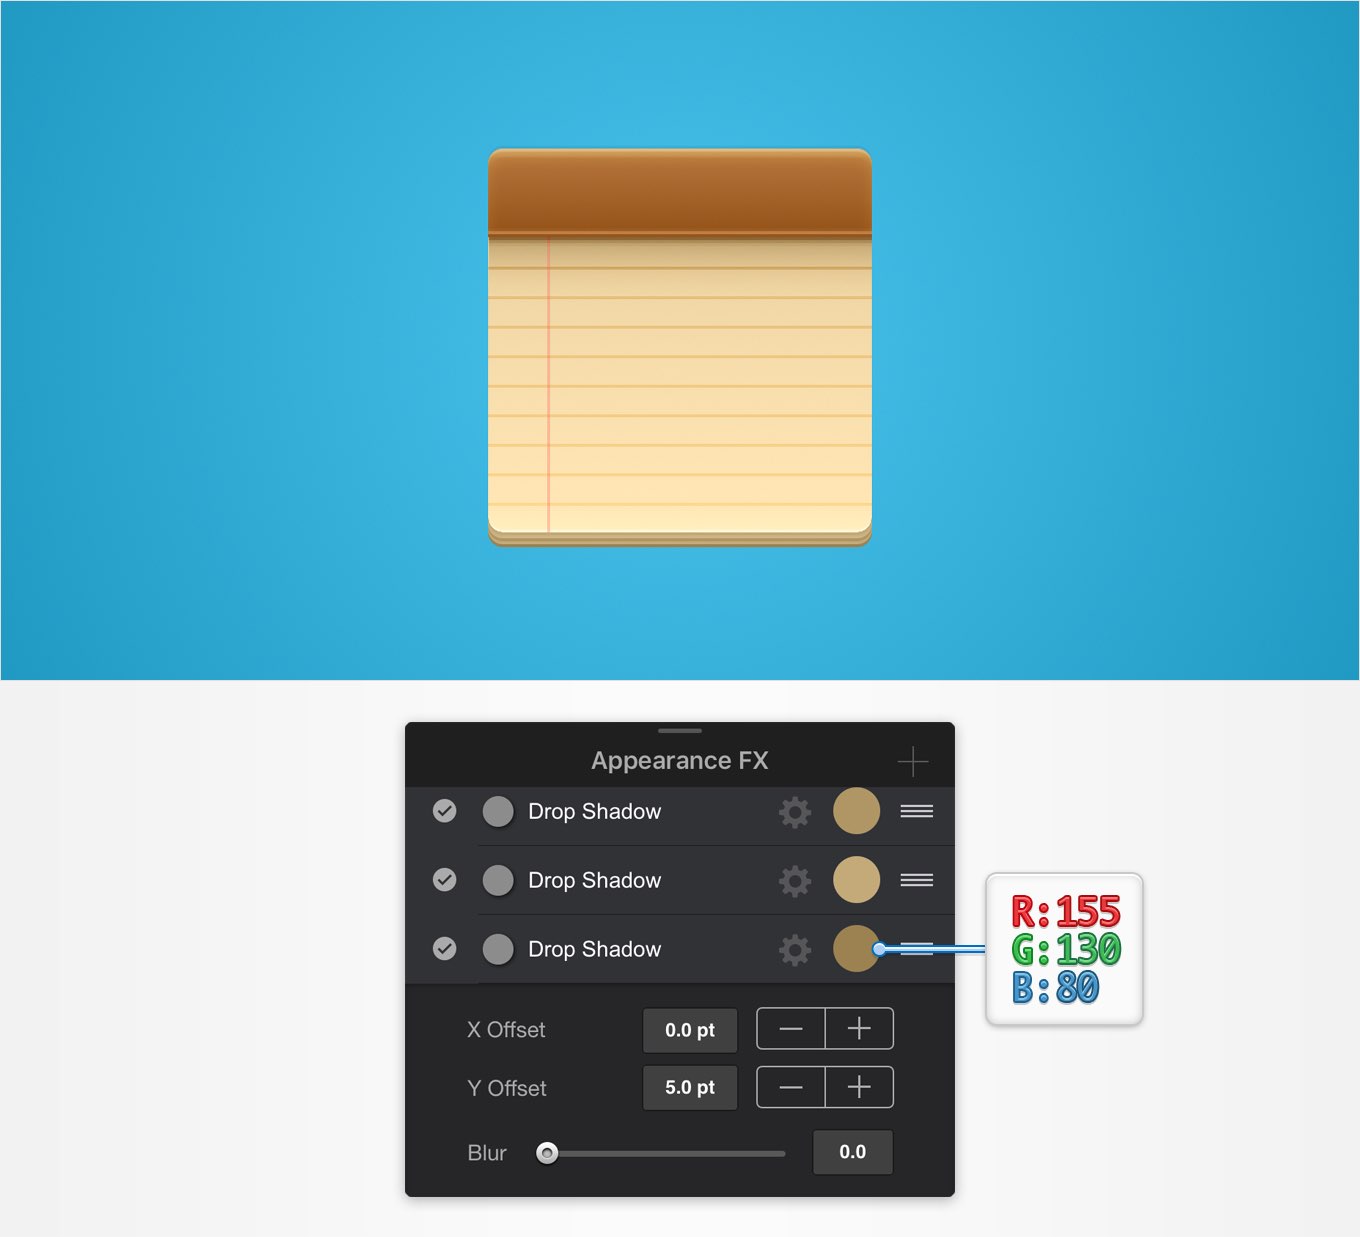 Appearance FX
Drop Shadow
Drop Shadow
Drop Shadow
R:155
G:130
B:80
X Offset 0.0 pt
Y Offset 5.0 pt
Blur 0.0